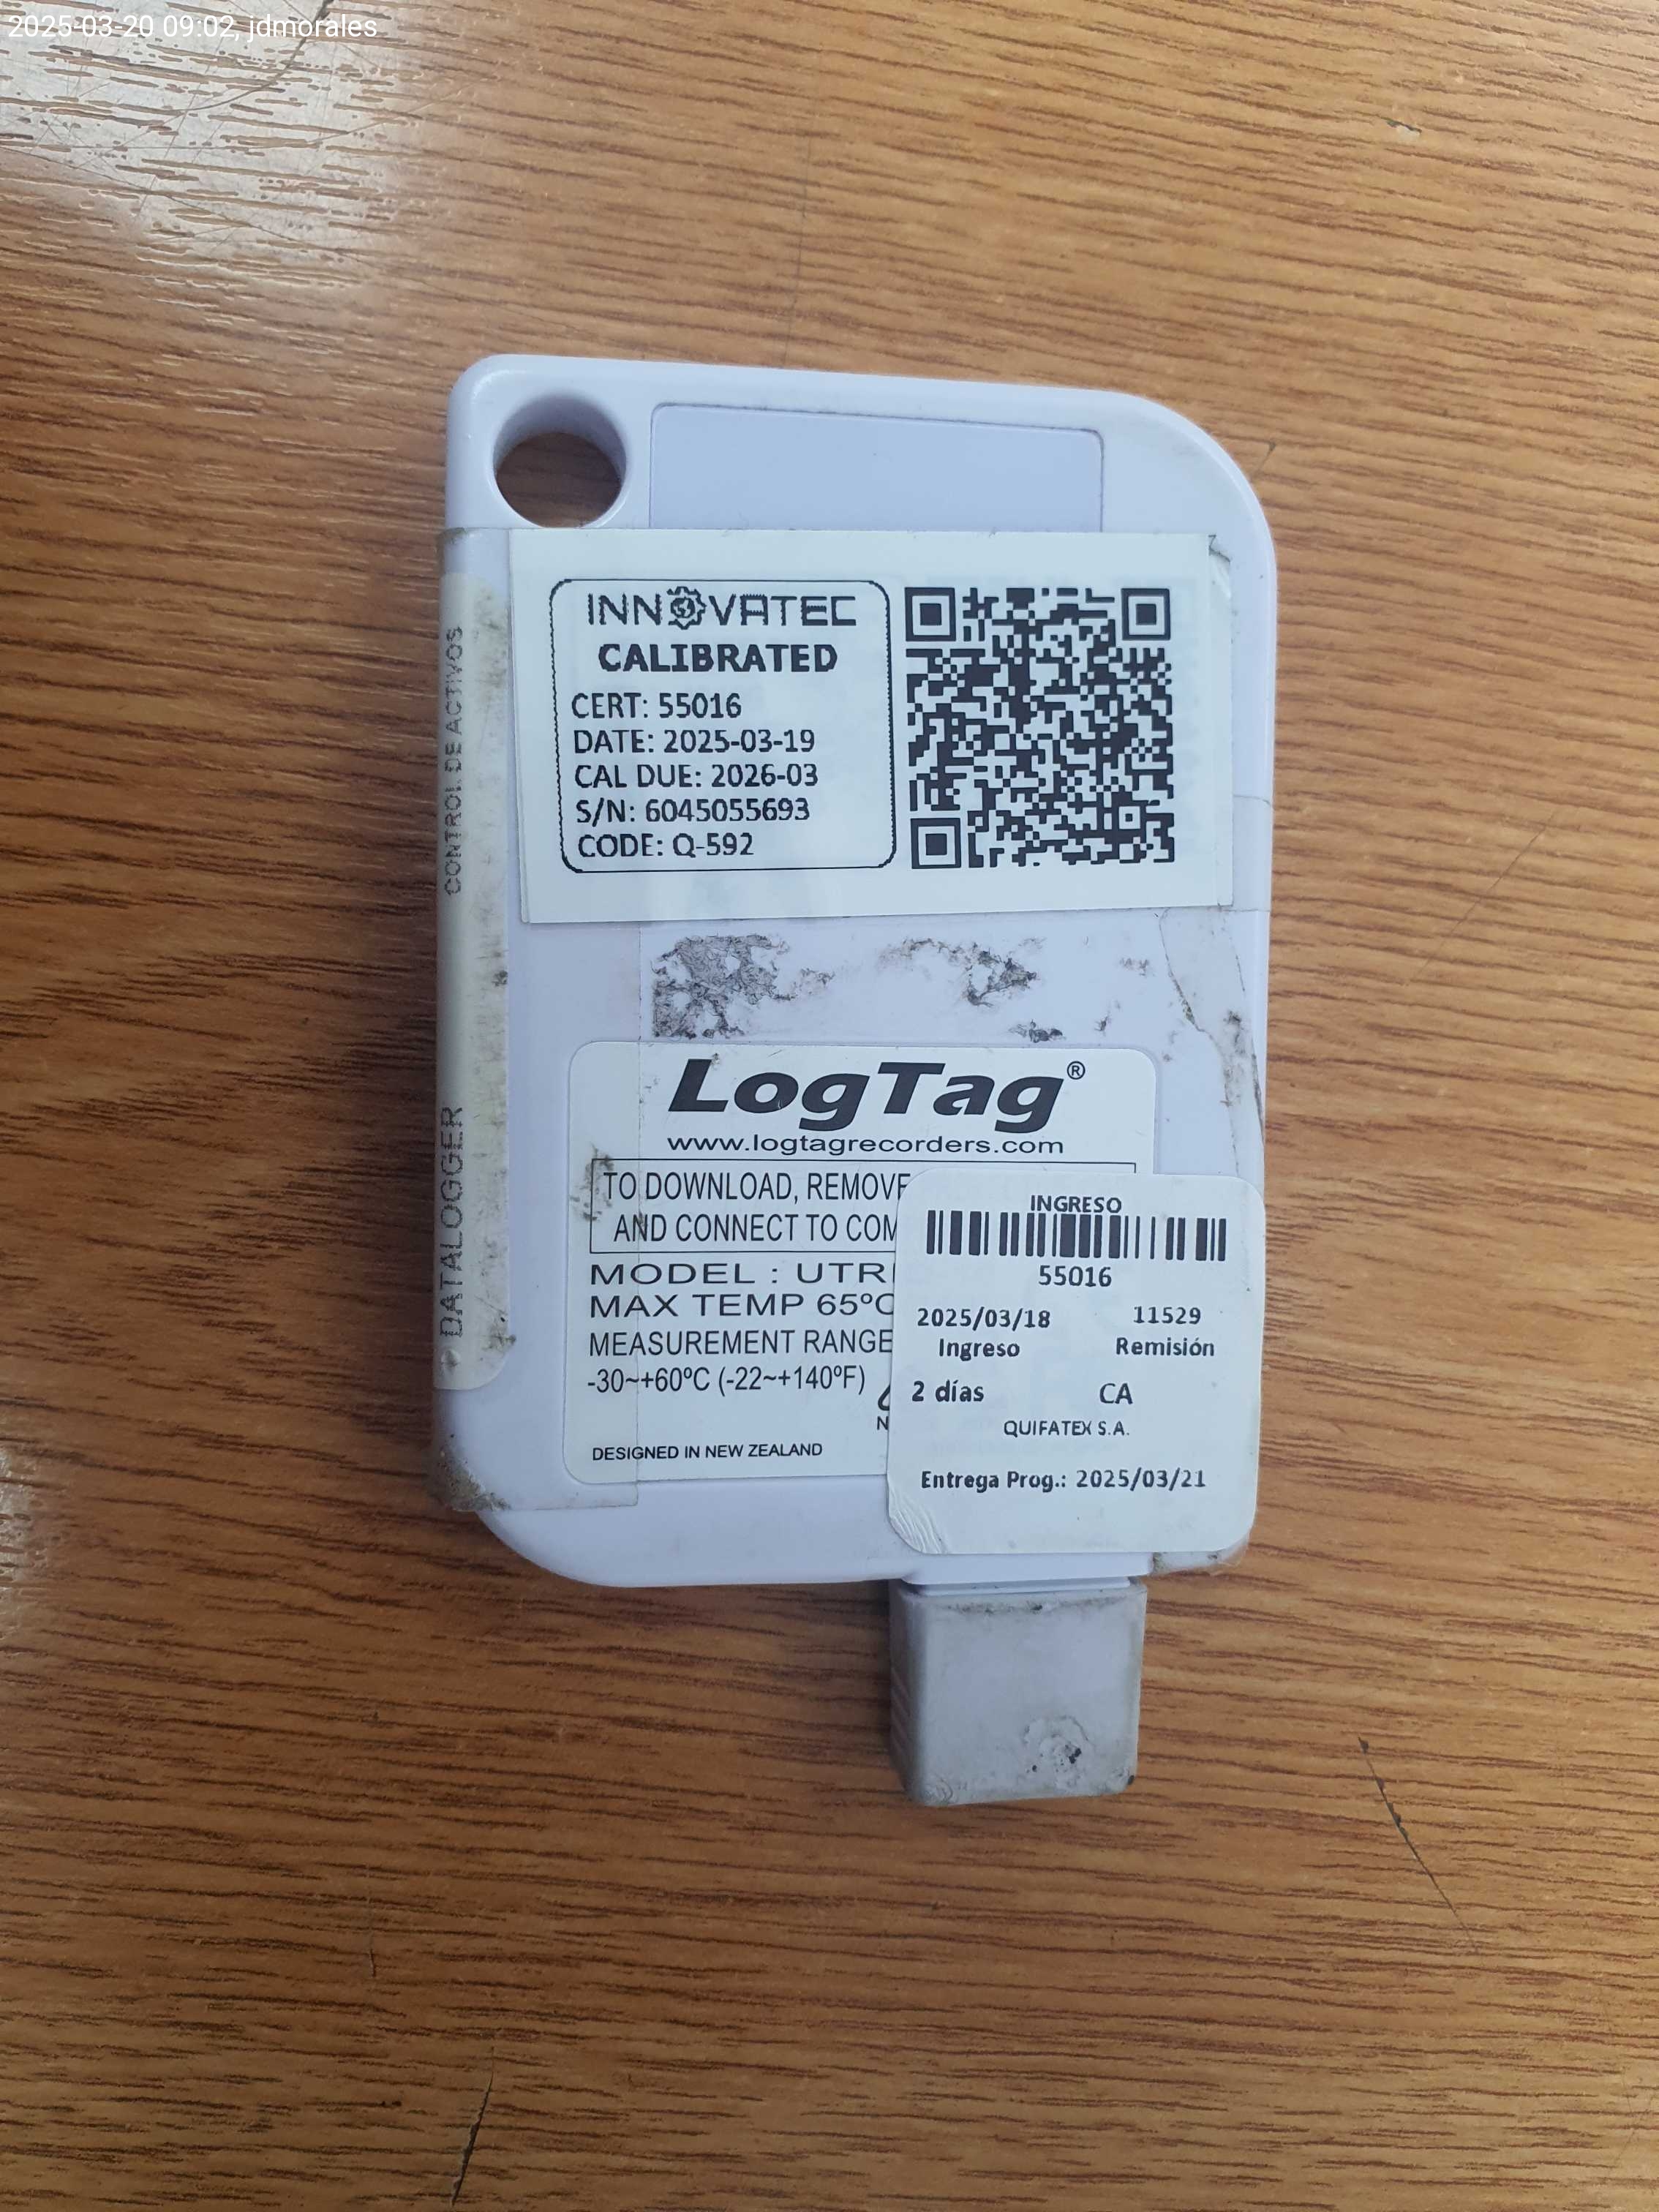 2025-03-20 09:02, jdmorales
INNOVATEC
CALIBRATED
CERT: 55016
DATE: 2025-03-19
CAL DUE: 2026-03
S/N: 6045055693
CODE: Q-592
CONTROL DE ACTIVOS
DATALOGGER
LogTag®
www.logtagrecorders.com
TO DOWNLOAD, REMOVE
AND CONNECT TO COM
MODEL : UTR
MAX TEMP 65ºC
MEASUREMENT RANGE
-30~+60ºC (-22~+140ºF)
N
DESIGNED IN NEW ZEALAND
INGRESO
55016
2025/03/18 11529
Ingreso Remisión
2 días CA
QUIFATEX S.A.
Entrega Prog.: 2025/03/21